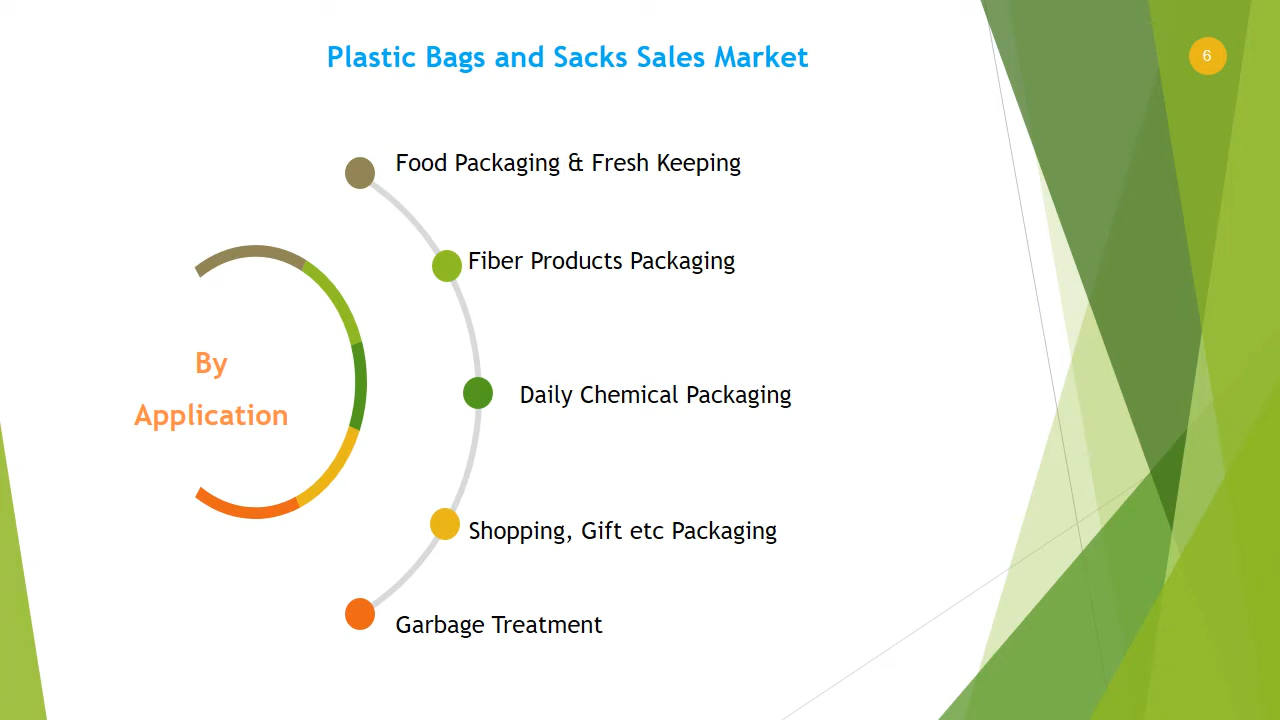 Plastic Bags and Sacks Sales Market
6
Food Packaging & Fresh Keeping
Fiber Products Packaging
By
Application
Daily Chemical Packaging
Shopping, Gift etc Packaging
Garbage Treatment